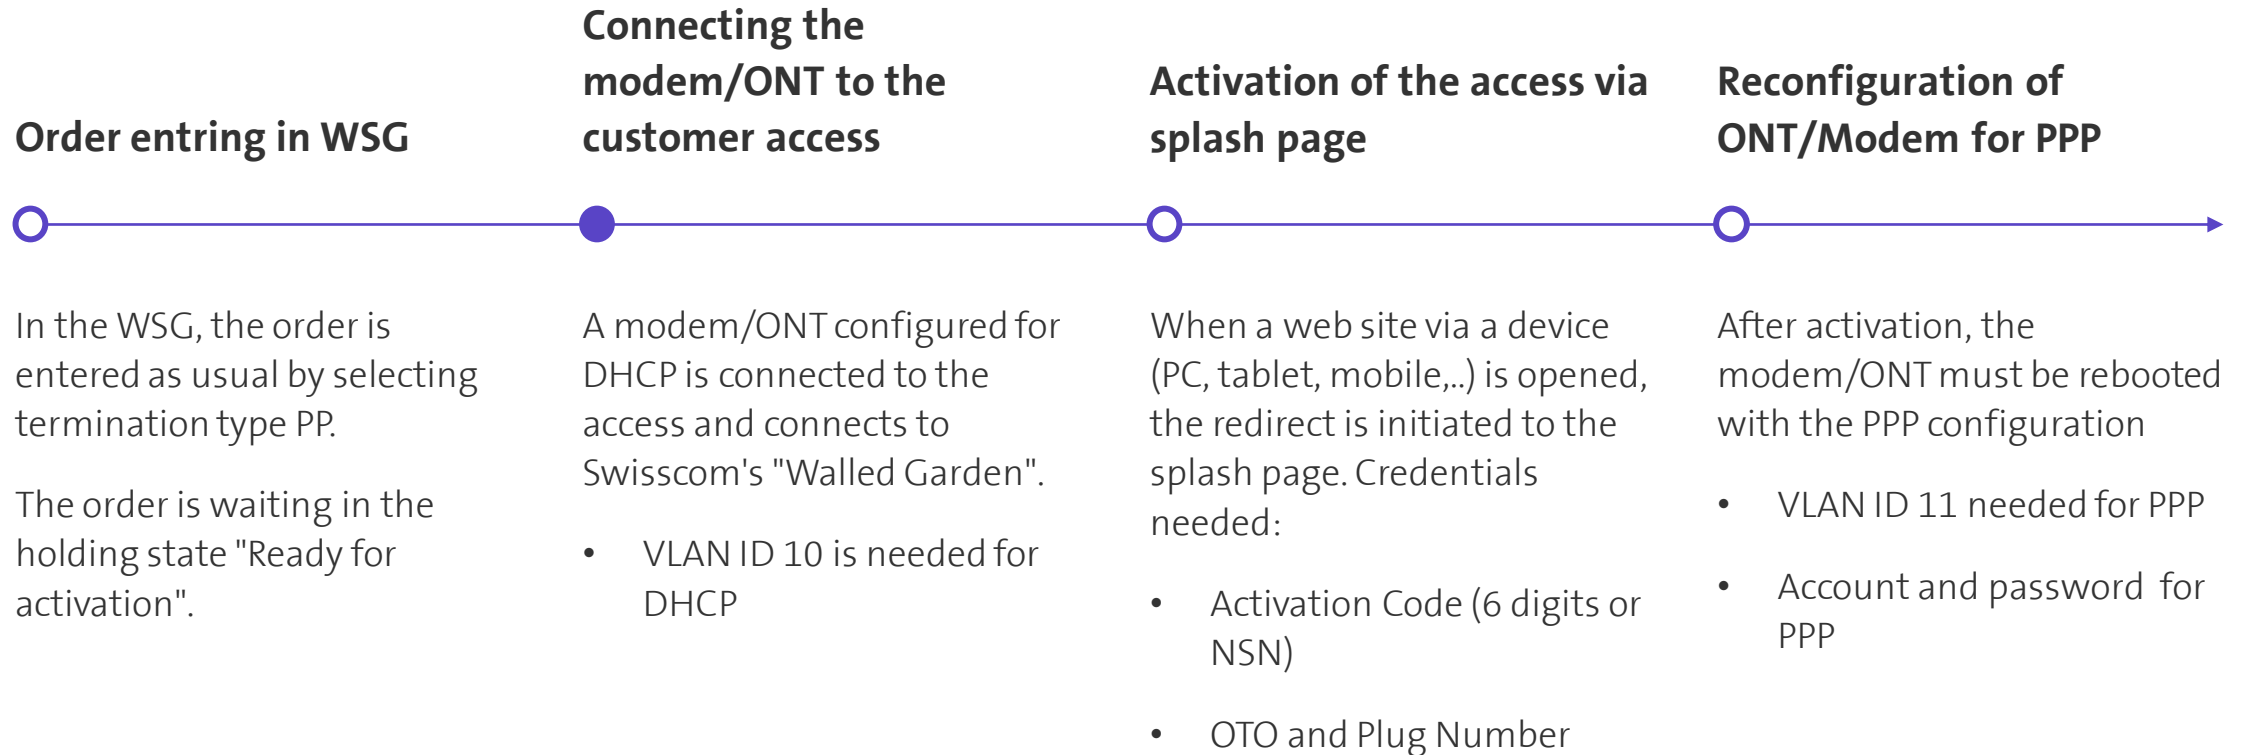 Order entring in WSG
In the WSG, the order is
entered as usual by selecting
termination type PP.
The order is waiting in the
holding state "Ready for
activation".
Connecting the
modem/ONT to the
customer access
A modem/ONT configured for
DHCP is connected to the
access and connects to
Swisscom's "Walled Garden".
• VLAN ID 10 is needed for
DHCP
Activation of the access via
splash page
When a web site via a device
(PC, tablet, mobile,..) is opened,
the redirect is initiated to the
splash page. Credentials
needed:
• Activation Code (6 digits or
NSN)
• OTO and Plug Number
Reconfiguration of
ONT/Modem for PPP
After activation, the
modem/ONT must be rebooted
with the PPP configuration
• VLAN ID 11 needed for PPP
• Account and password for
PPP